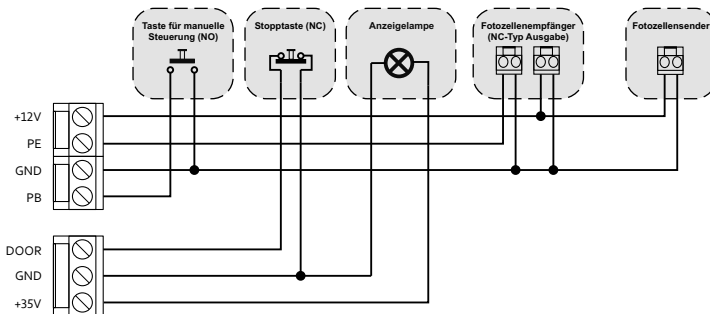 Taste für manuelle
Steuerung (NO)
Stopptaste (NC)
Anzeigelampe
Fotozellenempfänger
(NC-Typ Ausgabe)
Fotozellensender
+12V
PE
GND
PB
DOOR
GND
+35V